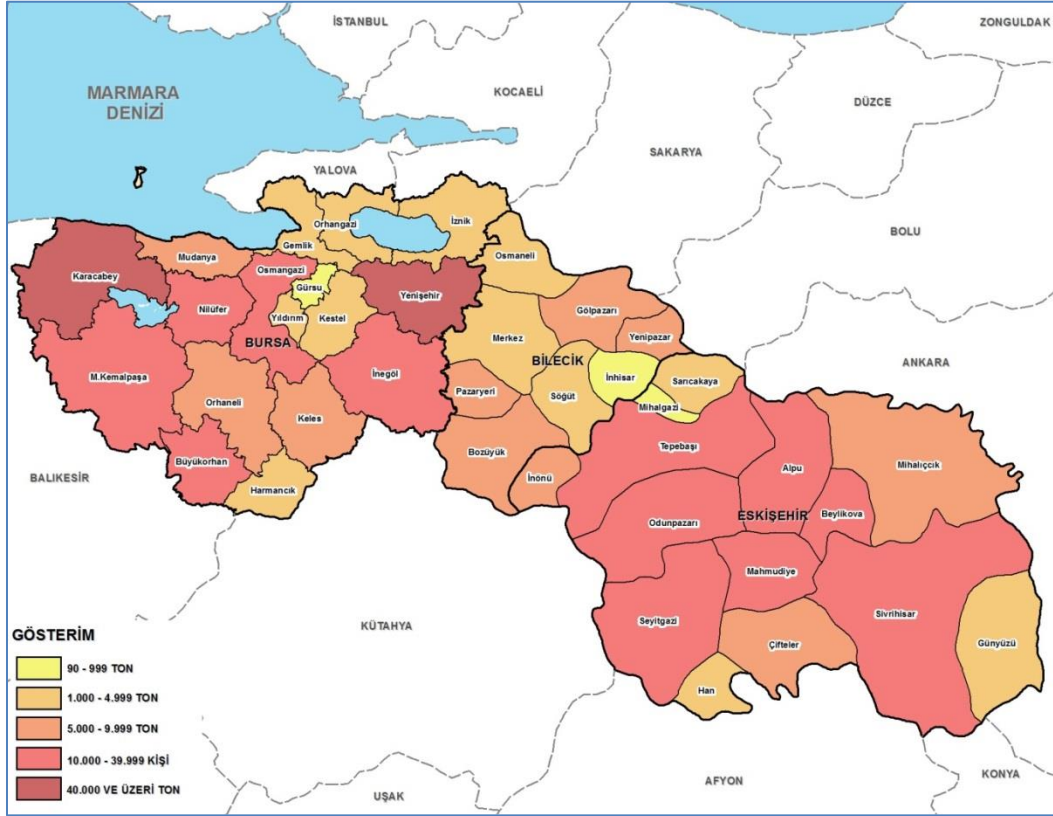 İSTANBUL
ZONGULDAK
MARMARA
DENİZİ
KOCAELİ
DÜZCE
SAKARYA
YALOVA
BOLU
Orhangazi
İznik
Gemlik
Osmaneli
Mudanya
Osmangazi
Karacabey
Gürsu
Yenişehir
Nilüfer
Yıldırım
Kestel
Gölpazarı
Merkez
Yenipazar
BURSA
BİLECİK
ANKARA
İnegöl
İnhisar
Sarıcakaya
M.Kemalpaşa
Pazaryeri
Söğüt
Orhaneli
Mihalgazi
Keles
Tepebaşı
Bozüyük
Alpu
Mihalıçcık
Büyükorhan
İnönü
BALIKESİR
Harmancık
Beylikova
ESKİŞEHİR
Odunpazarı
Mahmudiye
Sivrihisar
KÜTAHYA
Seyitgazi
Çifteler
Günyüzü
GÖSTERİM
90 - 999 TON
Han
1.000 - 4.999 TON
5.000 - 9.999 TON
10.000 - 39.999 KİŞİ
40.000 VE ÜZERİ TON
UŞAK
AFYON
KONYA